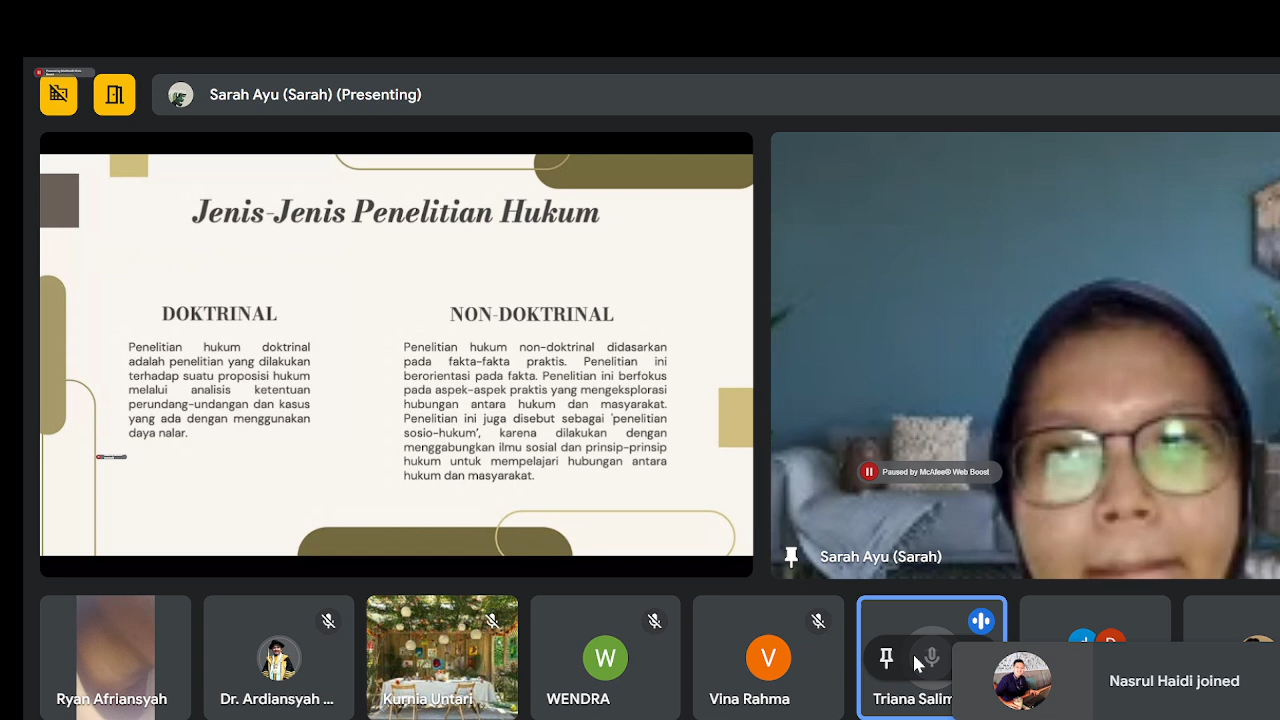 Sarah Ayu (Sarah) (Presenting)
Jenis-Jenis Penelitian Hukum
DOKTRINAL
Penelitian hukum doktrinal
adalah penelitian yang dilakukan
terhadap suatu proposisi hukum
melalui analisis ketentuan
perundang-undangan dan kasus
yang ada dengan menggunakan
daya nalar.
NON-DOKTRINAL
Penelitian hukum non-doktrinal didasarkan
pada fakta-fakta praktis. Penelitian ini
berorientasi pada fakta. Penelitian ini berfokus
pada aspek-aspek praktis yang mengeksplorasi
hubungan antara hukum dan masyarakat.
Penelitian ini juga disebut sebagai 'penelitian
sosio-hukum', karena dilakukan dengan
menggabungkan ilmu sosial dan prinsip-prinsip
hukum untuk mempelajari hubungan antara
hukum dan masyarakat.
Paused by McAfee® Web Boost
Sarah Ayu (Sarah)
Ryan Afriansyah
Dr. Ardiansyah ...
Kurnia Untari
W
WENDRA
V
Vina Rahma
Triana Salim
Nasrul Haidi joined